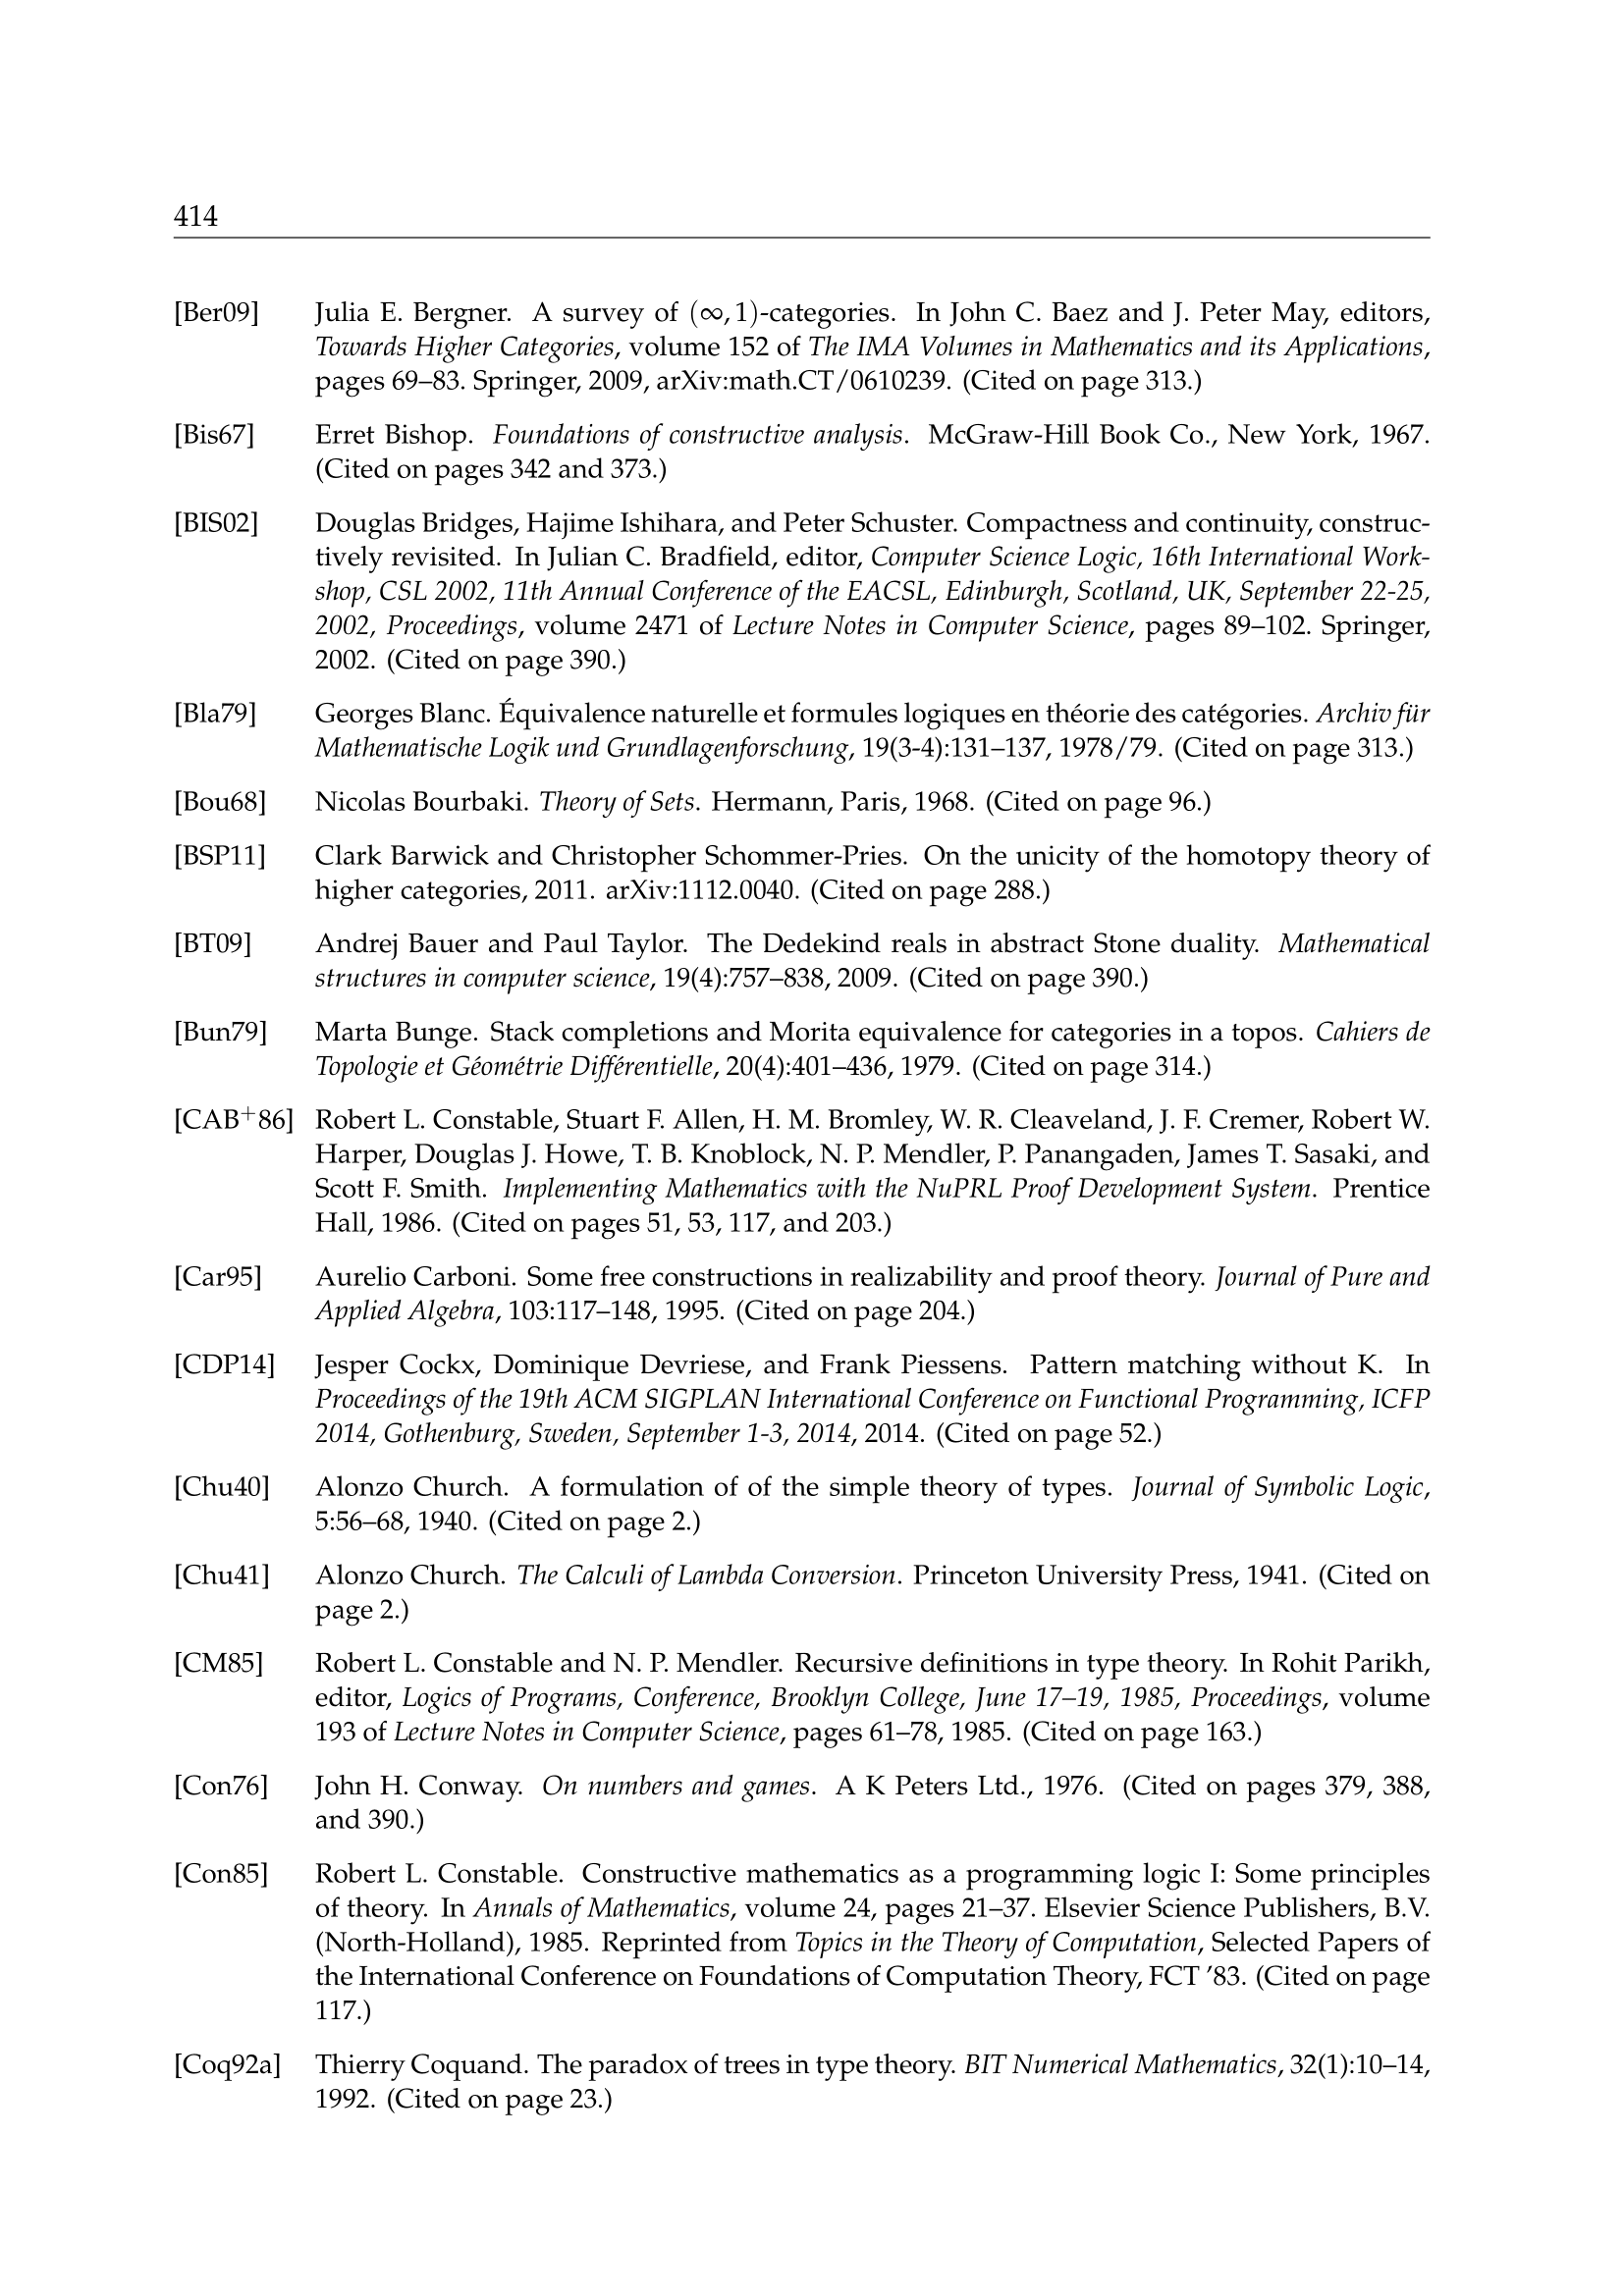 414
[Ber09] Julia E. Bergner. A survey of (∞, 1)-categories. In John C. Baez and J. Peter May, editors,
Towards Higher Categories, volume 152 of The IMA Volumes in Mathematics and its Applications,
pages 69–83. Springer, 2009, arXiv:math.CT/0610239. (Cited on page 313.)
[Bis67] Erret Bishop. Foundations of constructive analysis. McGraw-Hill Book Co., New York, 1967.
(Cited on pages 342 and 373.)
[BIS02] Douglas Bridges, Hajime Ishihara, and Peter Schuster. Compactness and continuity, construc-
tively revisited. In Julian C. Bradfield, editor, Computer Science Logic, 16th International Work-
shop, CSL 2002, 11th Annual Conference of the EACSL, Edinburgh, Scotland, UK, September 22-25,
2002, Proceedings, volume 2471 of Lecture Notes in Computer Science, pages 89–102. Springer,
2002. (Cited on page 390.)
[Bla79] Georges Blanc. Équivalence naturelle et formules logiques en théorie des catégories. Archiv für
Mathematische Logik und Grundlagenforschung, 19(3-4):131–137, 1978/79. (Cited on page 313.)
[Bou68] Nicolas Bourbaki. Theory of Sets. Hermann, Paris, 1968. (Cited on page 96.)
[BSP11] Clark Barwick and Christopher Schommer-Pries. On the unicity of the homotopy theory of
higher categories, 2011. arXiv:1112.0040. (Cited on page 288.)
[BT09] Andrej Bauer and Paul Taylor. The Dedekind reals in abstract Stone duality. Mathematical
structures in computer science, 19(4):757–838, 2009. (Cited on page 390.)
[Bun79] Marta Bunge. Stack completions and Morita equivalence for categories in a topos. Cahiers de
Topologie et Géométrie Différentielle, 20(4):401–436, 1979. (Cited on page 314.)
[CAB+86] Robert L. Constable, Stuart F. Allen, H. M. Bromley, W. R. Cleaveland, J. F. Cremer, Robert W.
Harper, Douglas J. Howe, T. B. Knoblock, N. P. Mendler, P. Panangaden, James T. Sasaki, and
Scott F. Smith. Implementing Mathematics with the NuPRL Proof Development System. Prentice
Hall, 1986. (Cited on pages 51, 53, 117, and 203.)
[Car95] Aurelio Carboni. Some free constructions in realizability and proof theory. Journal of Pure and
Applied Algebra, 103:117–148, 1995. (Cited on page 204.)
[CDP14] Jesper Cockx, Dominique Devriese, and Frank Piessens. Pattern matching without K. In
Proceedings of the 19th ACM SIGPLAN International Conference on Functional Programming, ICFP
2014, Gothenburg, Sweden, September 1-3, 2014, 2014. (Cited on page 52.)
[Chu40] Alonzo Church. A formulation of of the simple theory of types. Journal of Symbolic Logic,
5:56–68, 1940. (Cited on page 2.)
[Chu41] Alonzo Church. The Calculi of Lambda Conversion. Princeton University Press, 1941. (Cited on
page 2.)
[CM85] Robert L. Constable and N. P. Mendler. Recursive definitions in type theory. In Rohit Parikh,
editor, Logics of Programs, Conference, Brooklyn College, June 17–19, 1985, Proceedings, volume
193 of Lecture Notes in Computer Science, pages 61–78, 1985. (Cited on page 163.)
[Con76] John H. Conway. On numbers and games. A K Peters Ltd., 1976. (Cited on pages 379, 388,
and 390.)
[Con85] Robert L. Constable. Constructive mathematics as a programming logic I: Some principles
of theory. In Annals of Mathematics, volume 24, pages 21–37. Elsevier Science Publishers, B.V.
(North-Holland), 1985. Reprinted from Topics in the Theory of Computation, Selected Papers of
the International Conference on Foundations of Computation Theory, FCT ’83. (Cited on page
117.)
[Coq92a] Thierry Coquand. The paradox of trees in type theory. BIT Numerical Mathematics, 32(1):10–14,
1992. (Cited on page 23.)